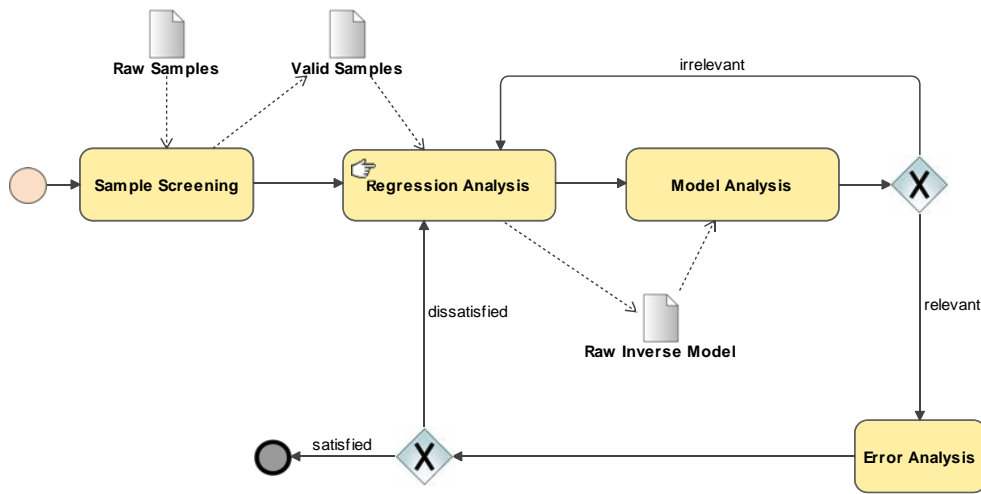 Raw Samples
Valid Samples
irrelevant
Sample Screening
Regression Analysis
Model Analysis
X
dissatisfied
relevant
Raw Inverse Model
satisfied
X
Error Analysis